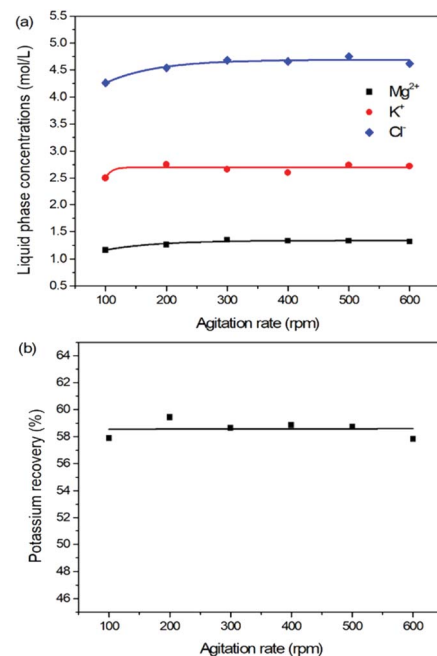 (a)
Liquid phase concentrations (mol/L)
5.5
5.0
4.5
4.0
3.5
3.0
2.5
2.0
1.5
1.0
0.5
Mg²⁺
K⁺
Cl⁻
100 200 300 400 500 600
Agitation rate (rpm)
(b)
Potassium recovery (%)
64
62
60
58
56
54
52
50
48
46
100 200 300 400 500 600
Agitation rate (rpm)